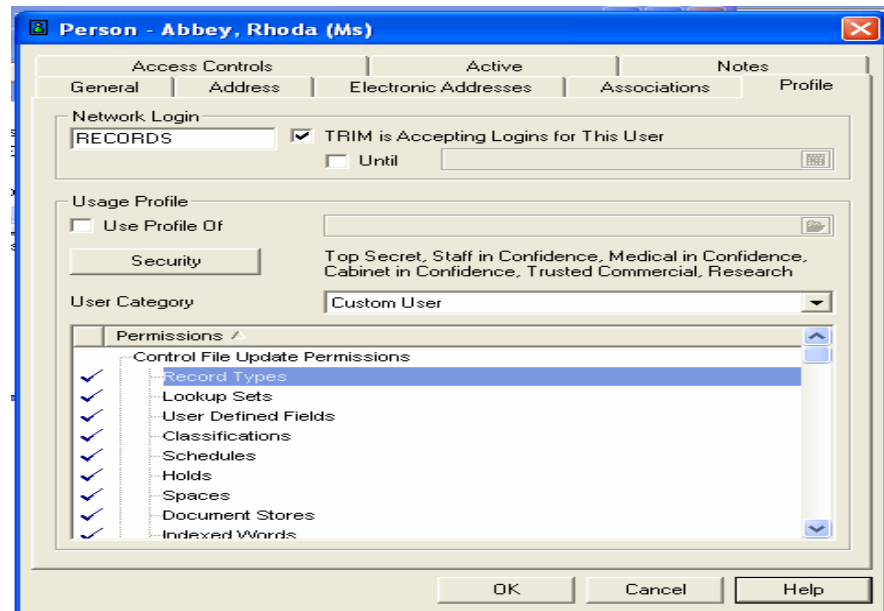 Person - Abbey, Rhoda (Ms)
Access Controls Active Notes
General Address Electronic Addresses Associations Profile
Network Login
RECORDS TRIM is Accepting Logins for This User
Until
Usage Profile
Use Profile Of
Security Top Secret, Staff in Confidence, Medical in Confidence,
Cabinet in Confidence, Trusted Commercial, Research
User Category Custom User
Permissions
Control File Update Permissions
Record Types
Lookup Sets
User Defined Fields
Classifications
Schedules
Holds
Spaces
Document Stores
Indexed Words
OK Cancel Help